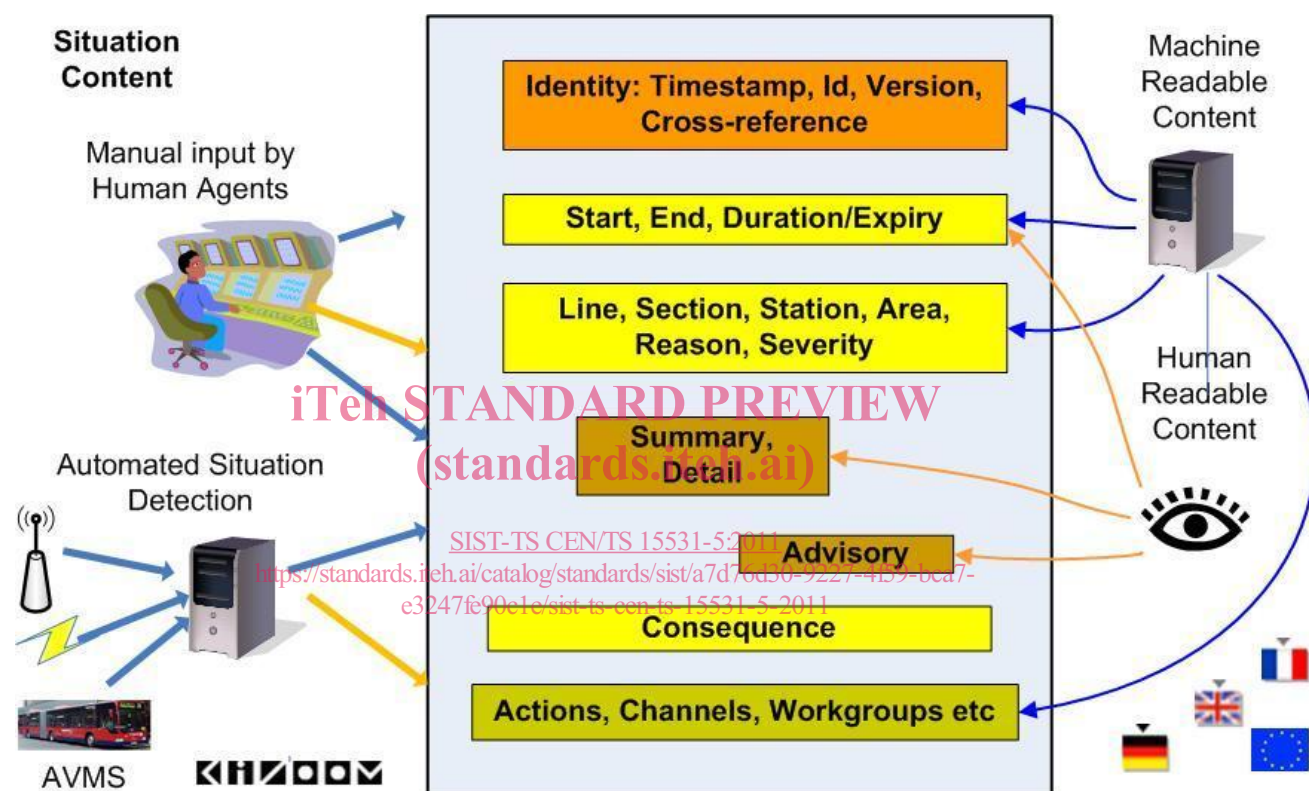 Situation
Content
Manual input by
Human Agents
Automated Situation
Detection
AVMS
KIZOOM
Identity: Timestamp, Id, Version,
Cross-reference
Start, End, Duration/Expiry
Line, Section, Station, Area,
Reason, Severity
iTeh STANDARD PREVIEW
(standards.iteh.ai)
Summary,
Detail
SIST-TS CEN/TS 15531-5:2011
Advisory
https://standards.iteh.ai/catalog/standards/sist/a7d76d30-9227-4f59-bca7-
e3247fe90c1e/sist-ts-cen-ts-15531-5-2011
Consequence
Actions, Channels, Workgroups etc
Machine
Readable
Content
Human
Readable
Content